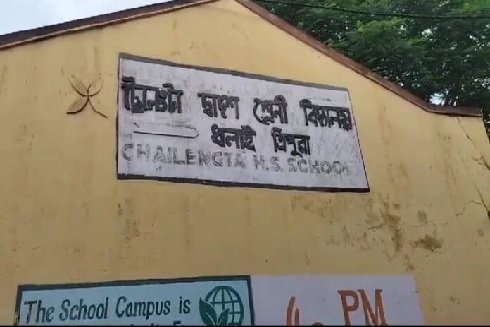 চৈলেংটা দ্বাদশ শ্রেনী বিদ্যালয়
ধলাই ত্রিপুরা
CHAILENGTA H.S. SCHOOL
The School Campus is
PM